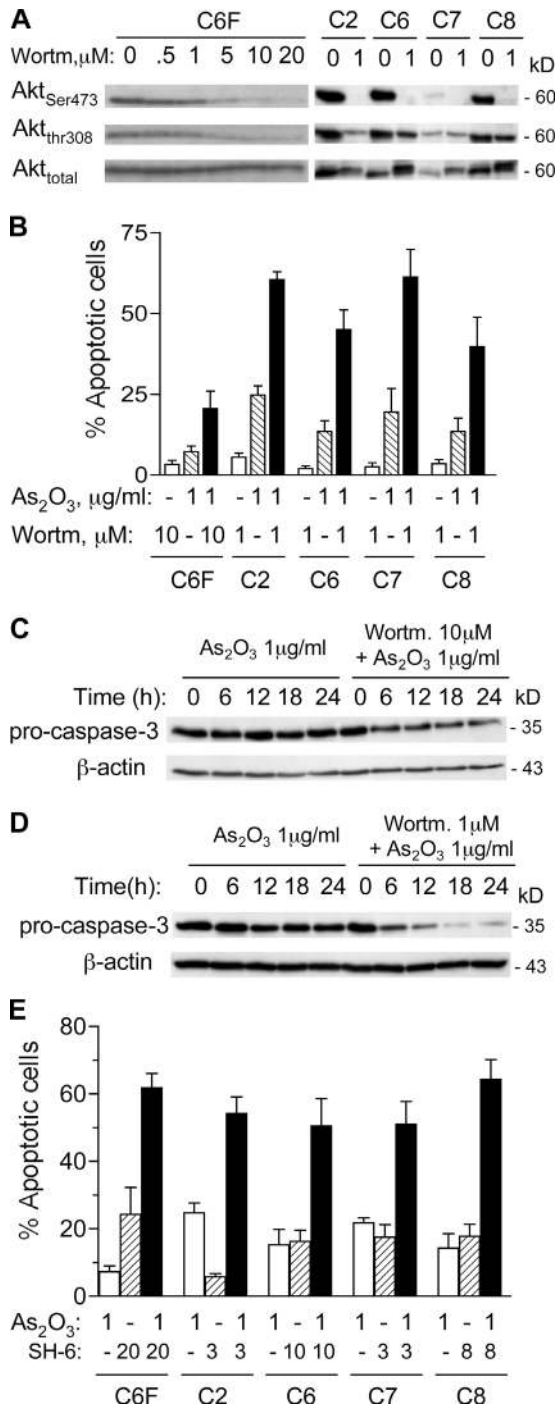 A
C6F C2 C6 C7 C8
Wortm,μM: 0 .5 1 5 10 20 0 1 0 1 0 1 0 1 kD
Akt Ser473 - 60
Akt thr308 - 60
Akt total - 60
B
% Apoptotic cells
75
50
25
0
As2O3, μg/ml: - 1 1 - 1 1 - 1 1 - 1 1 - 1 1
Wortm, μM: 10 - 10 1 - 1 1 - 1 1 - 1 1 - 1
C6F C2 C6 C7 C8
C
As2O3 1μg/ml Wortm. 10μM
+ As2O3 1μg/ml
Time (h): 0 6 12 18 24 0 6 12 18 24 kD
pro-caspase-3 - 35
β-actin - 43
D
As2O3 1μg/ml Wortm. 1μM
+ As2O3 1μg/ml
Time(h): 0 6 12 18 24 0 6 12 18 24 kD
pro-caspase-3 - 35
β-actin - 43
E
% Apoptotic cells
80
60
40
20
0
As2O3: 1 - 1 1 - 1 1 - 1 1 - 1 1 - 1
SH-6: - 20 20 - 3 3 - 10 10 - 3 3 - 8 8
C6F C2 C6 C7 C8